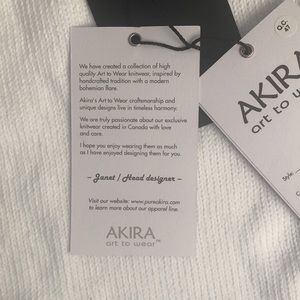 We have created a collection of high
quality Art to Wear knitwear, inspired by
handcrafted tradition with a modern
bohemian flare.
Akira's Art to Wear craftsmanship and
unique designs live in timeless harmony.
We are truly passionate about our exclusive
knitwear created in Canada with love
and care.
I hope you enjoy wearing them as much
as I have enjoyed designing them for you.
~ Janet / Head designer ~
Visit our website: www.pureakira.com
to learn more about our apparel line.
AKIRA
art to wear™
Q.C.
47
AKIRA
art to wear
Style: